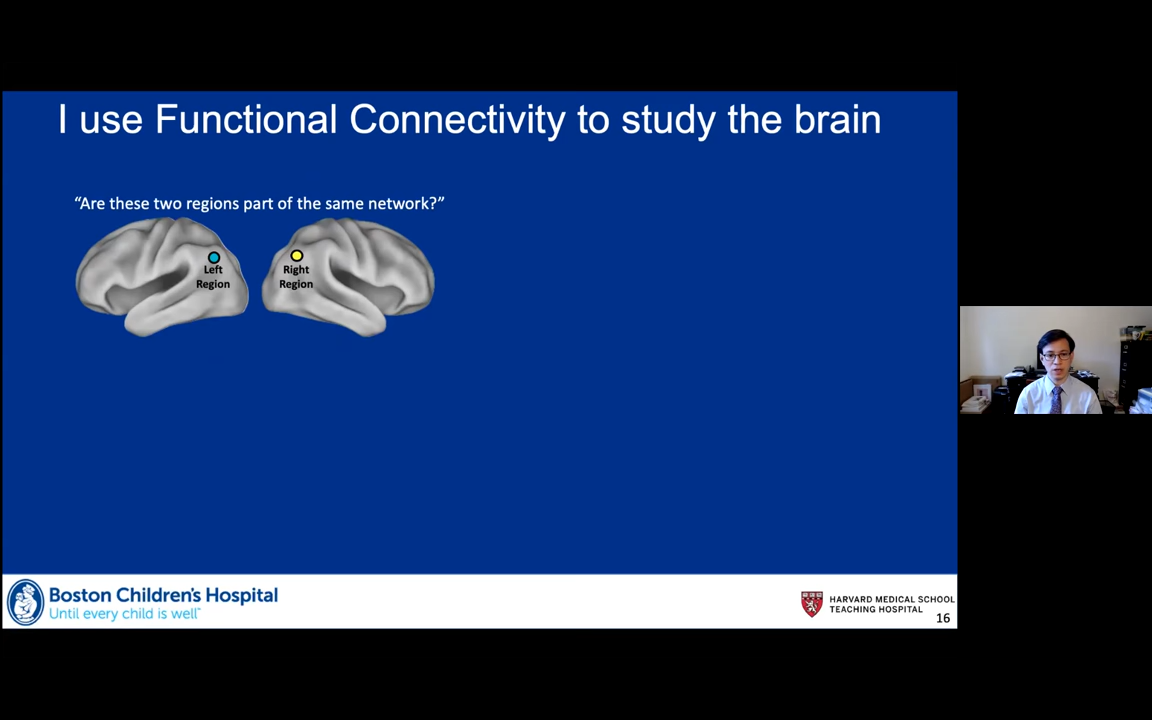 I use Functional Connectivity to study the brain
“Are these two regions part of the same network?”
Left
Region
Right
Region
Boston Children's Hospital
Until every child is well™
HARVARD MEDICAL SCHOOL
TEACHING HOSPITAL
16